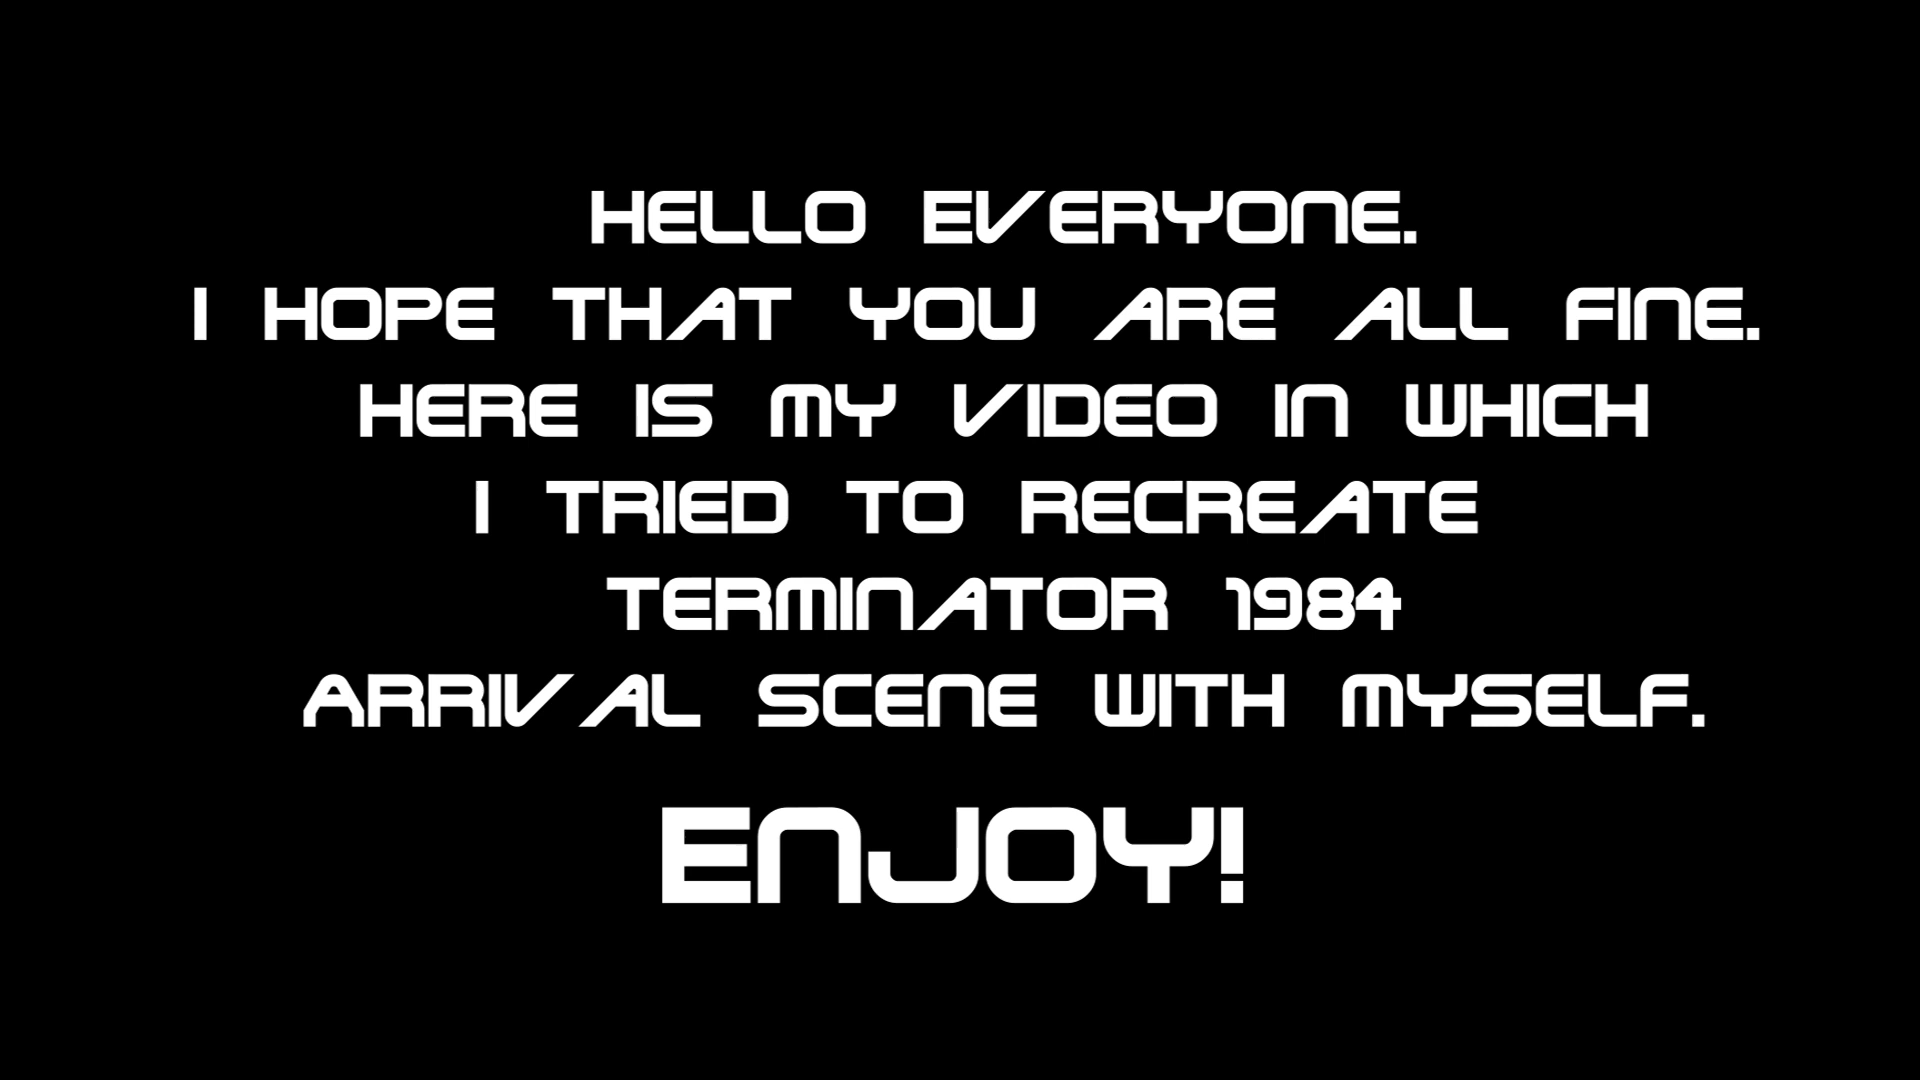 HELLO EVERYONE.
I HOPE THAT YOU ARE ALL FINE.
HERE IS MY VIDEO IN WHICH
I TRIED TO RECREATE
TERMINATOR 1984
ARRIVAL SCENE WITH MYSELF.
ENJOY!